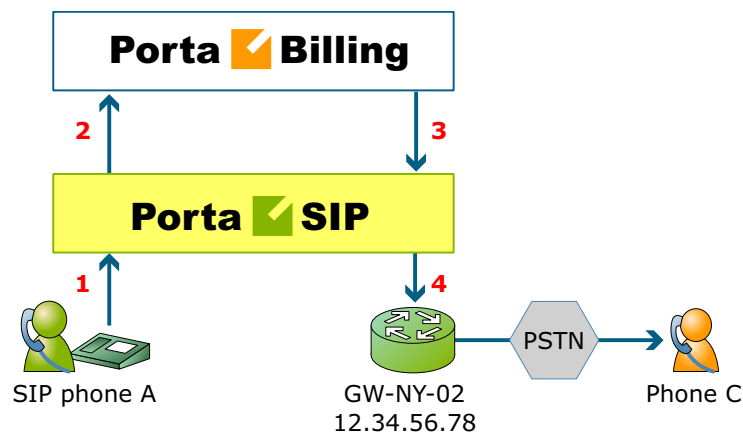 Porta Billing
2
3
Porta SIP
1
4
PSTN
SIP phone A
GW-NY-02
12.34.56.78
Phone C